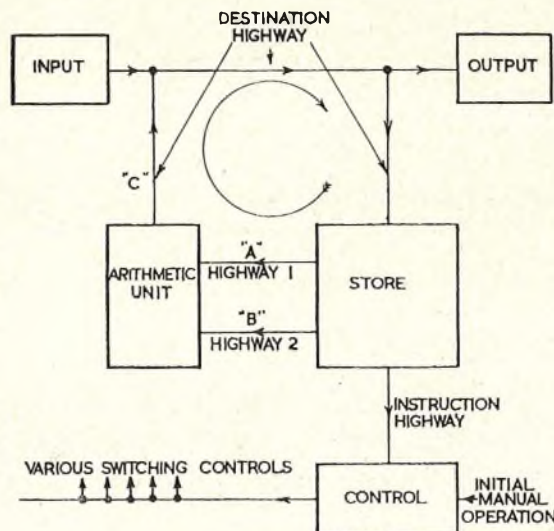 DESTINATION
HIGHWAY
INPUT
OUTPUT
"C"
ARITHMETIC
UNIT
"A"
HIGHWAY 1
"B"
HIGHWAY 2
STORE
INSTRUCTION
HIGHWAY
VARIOUS SWITCHING CONTROLS
CONTROL
INITIAL
MANUAL
OPERATION